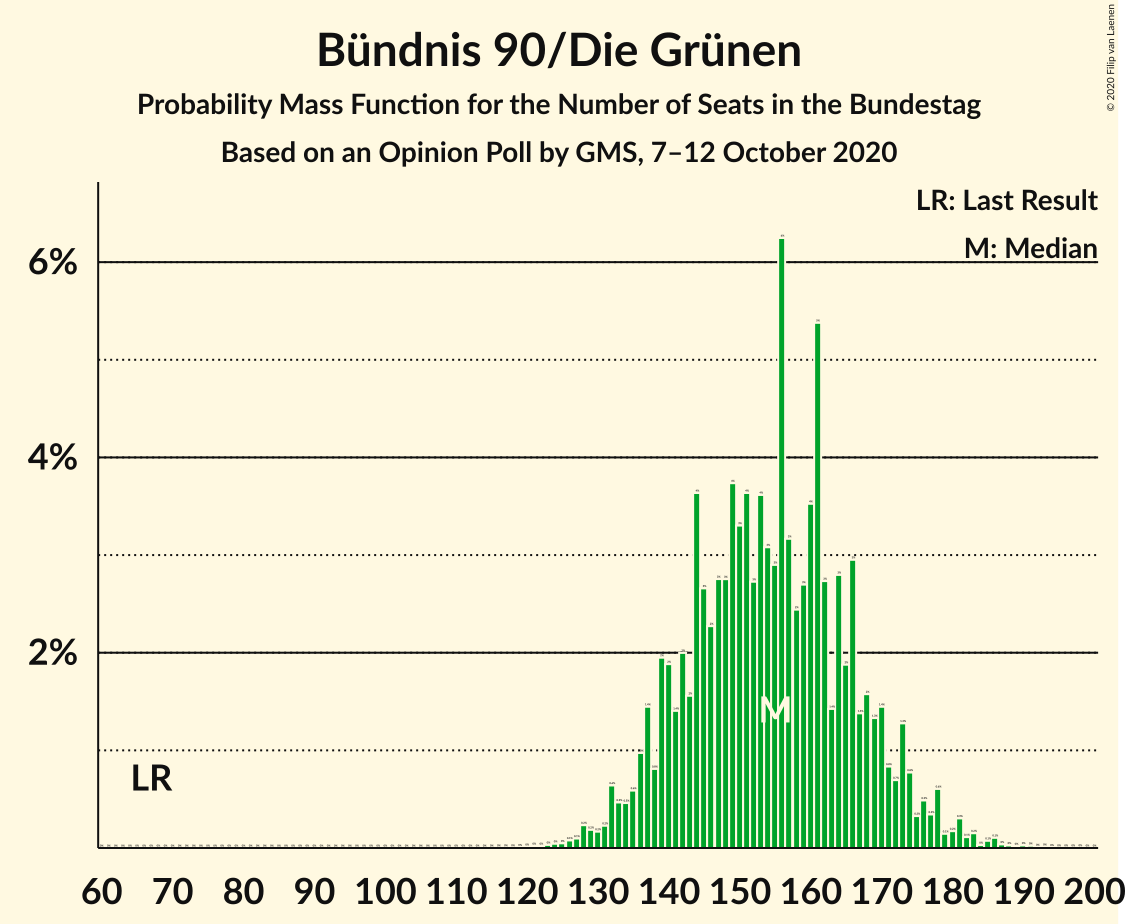 Bündnis 90/Die Grünen
Probability Mass Function for the Number of Seats in the Bundestag
Based on an Opinion Poll by GMS, 7–12 October 2020
© 2020 Filip van Laenen
LR: Last Result
M: Median
6%
4%
2%
M
LR
60 70 80 90 100 110 120 130 140 150 160 170 180 190 200